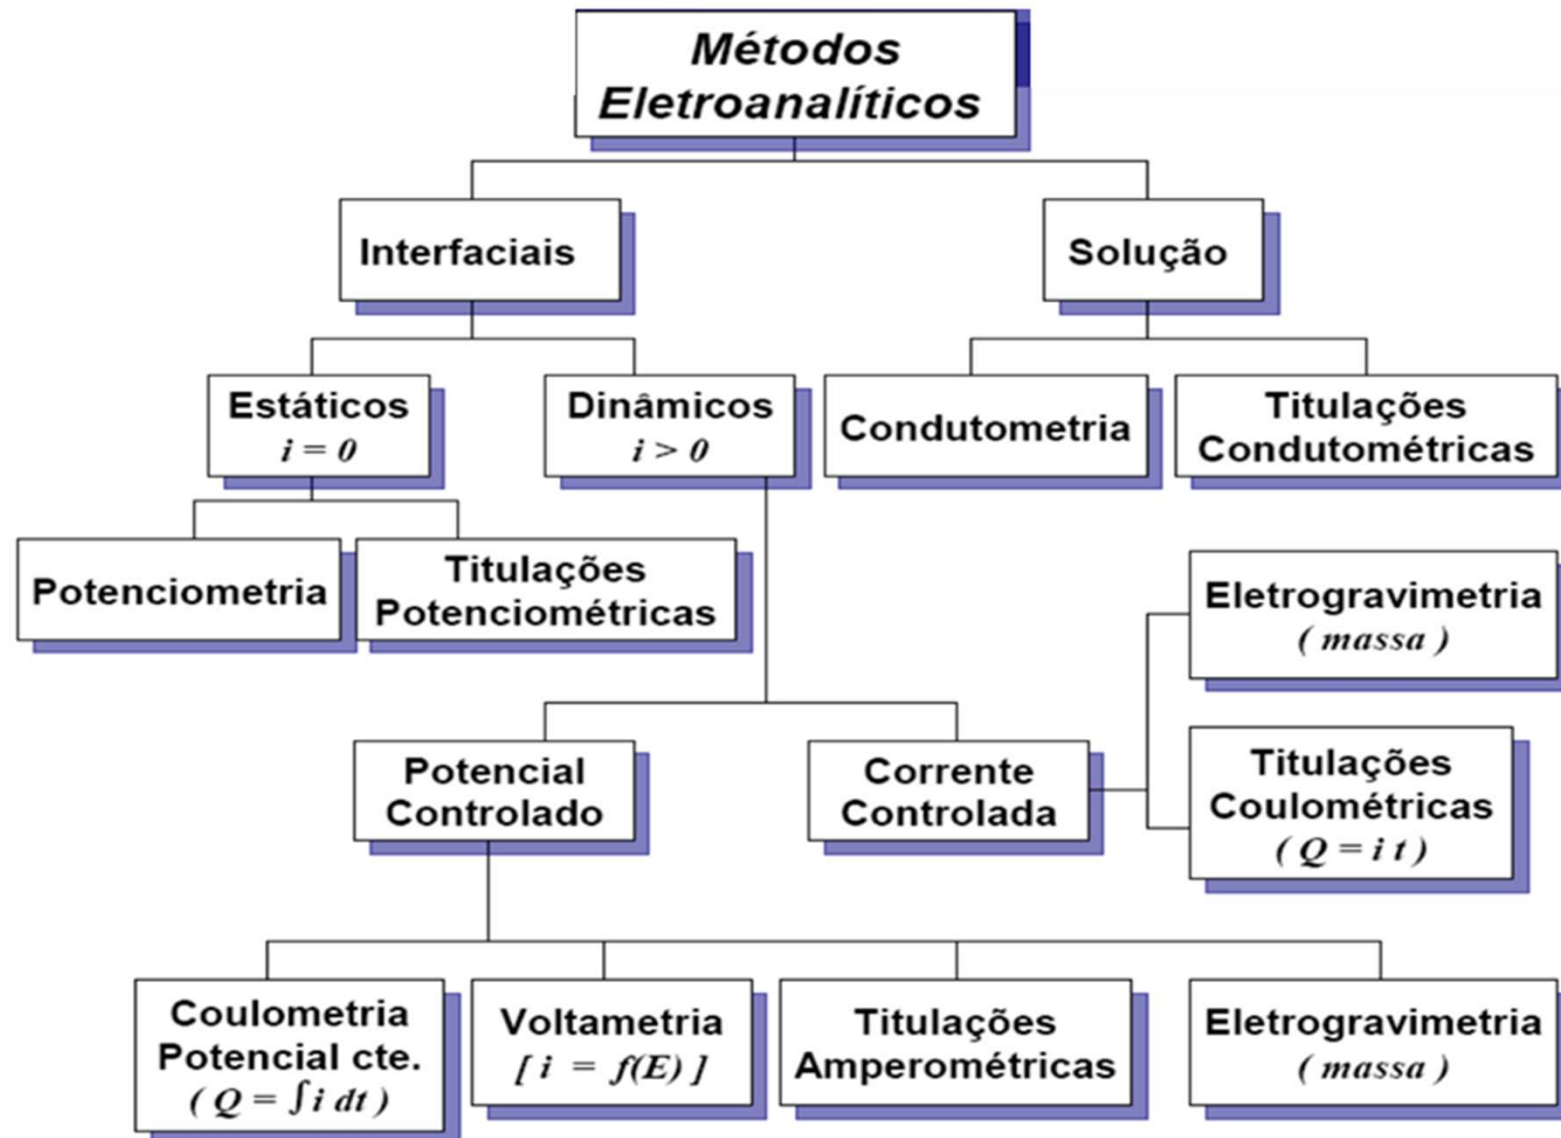 Métodos
Eletroanalíticos
Interfaciais
Solução
Estáticos
i = 0
Dinâmicos
i > 0
Condutometria
Titulações
Condutométricas
Potenciometria
Titulações
Potenciométricas
Eletrogravimetria
( massa )
Potencial
Controlado
Corrente
Controlada
Titulações
Coulométricas
( Q = i t )
Coulometria
Potencial cte.
( Q = ∫ i dt )
Voltametria
[ i = f(E) ]
Titulações
Amperométricas
Eletrogravimetria
( massa )